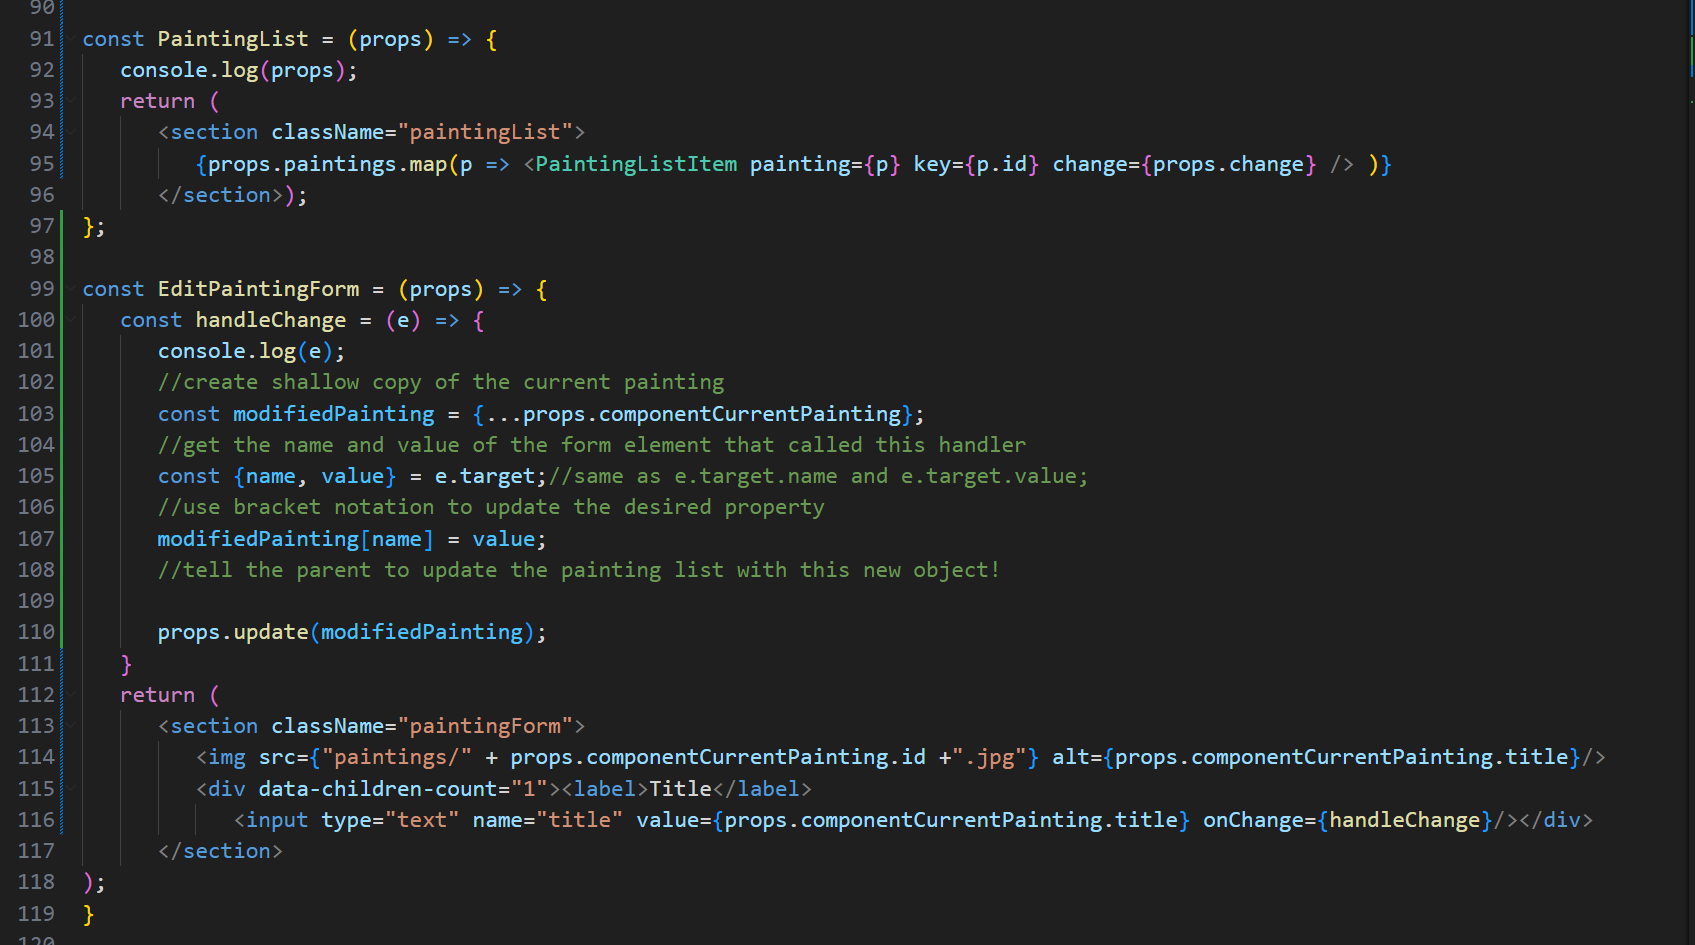 90
91 const PaintingList = (props) => {
92 console.log(props);
93 return (
94 <section className="paintingList">
95 {props.paintings.map(p => <PaintingListItem painting={p} key={p.id} change={props.change} /> )}
96 </section>);
97 };
98
99 const EditPaintingForm = (props) => {
100 const handleChange = (e) => {
101 console.log(e);
102 //create shallow copy of the current painting
103 const modifiedPainting = {...props.componentCurrentPainting};
104 //get the name and value of the form element that called this handler
105 const {name, value} = e.target;//same as e.target.name and e.target.value;
106 //use bracket notation to update the desired property
107 modifiedPainting[name] = value;
108 //tell the parent to update the painting list with this new object!
109
110 props.update(modifiedPainting);
111 }
112 return (
113 <section className="paintingForm">
114 <img src={"paintings/" + props.componentCurrentPainting.id +".jpg"} alt={props.componentCurrentPainting.title}/>
115 <div data-children-count="1"><label>Title</label>
116 <input type="text" name="title" value={props.componentCurrentPainting.title} onChange={handleChange}/></div>
117 </section>
118 );
119 }
120